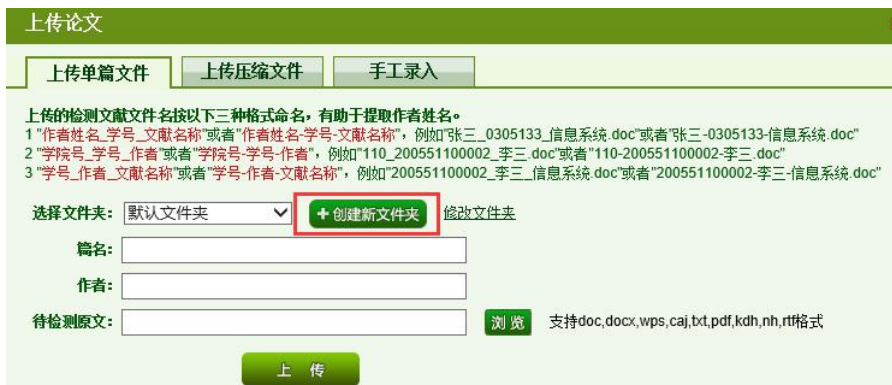 上传论文
上传单篇文件 上传压缩文件 手工录入
上传的检测文献文件名按以下三种格式命名，有助于提取作者姓名。
1 "作者姓名_学号_文献名称"或者"作者姓名-学号-文献名称"，例如"张三_0305133_信息系统.doc"或者"张三-0305133-信息系统.doc"
2 "学院号_学号_作者"或者"学院号-学号-作者"，例如"110_200551100002_李三.doc"或者"110-200551100002-李三.doc"
3 "学号_作者_文献名称"或者"学号-作者-文献名称"，例如"200551100002_李三_信息系统.doc"或者"200551100002-李三-信息系统.doc"
选择文件夹： 默认文件夹 +创建新文件夹 修改文件夹
篇名：
作者：
待检测原文： 浏览 支持doc,docx,wps,caj,txt,pdf,kdh,nh,rtf格式
上 传